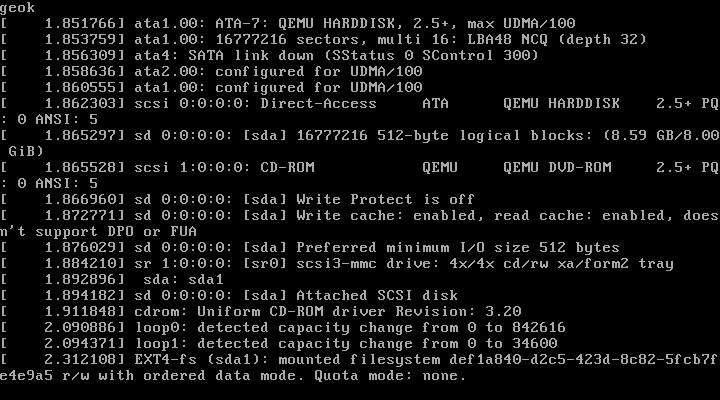 geok
[    1.851766] ata1.00: ATA-7: QEMU HARDDISK, 2.5+, max UDMA/100
[    1.853759] ata1.00: 16777216 sectors, multi 16: LBA48 NCQ (depth 32)
[    1.856309] ata4: SATA link down (SStatus 0 SControl 300)
[    1.858636] ata2.00: configured for UDMA/100
[    1.860555] ata1.00: configured for UDMA/100
[    1.862303] scsi 0:0:0:0: Direct-Access     ATA      QEMU HARDDISK    2.5+ PQ
: 0 ANSI: 5
[    1.865297] sd 0:0:0:0: [sda] 16777216 512-byte logical blocks: (8.59 GB/8.00
 GiB)
[    1.865528] scsi 1:0:0:0: CD-ROM            QEMU     QEMU DVD-ROM     2.5+ PQ
: 0 ANSI: 5
[    1.866960] sd 0:0:0:0: [sda] Write Protect is off
[    1.872771] sd 0:0:0:0: [sda] Write cache: enabled, read cache: enabled, does
n't support DPO or FUA
[    1.876029] sd 0:0:0:0: [sda] Preferred minimum I/O size 512 bytes
[    1.884210] sr 1:0:0:0: [sr0] scsi3-mmc drive: 4x/4x cd/rw xa/form2 tray
[    1.892896]  sda: sda1
[    1.894182] sd 0:0:0:0: [sda] Attached SCSI disk
[    1.911848] cdrom: Uniform CD-ROM driver Revision: 3.20
[    2.090886] loop0: detected capacity change from 0 to 842616
[    2.094371] loop1: detected capacity change from 0 to 34600
[    2.312108] EXT4-fs (sda1): mounted filesystem def1a840-d2c5-423d-8c82-5fcb7f
e4e9a5 r/w with ordered data mode. Quota mode: none.